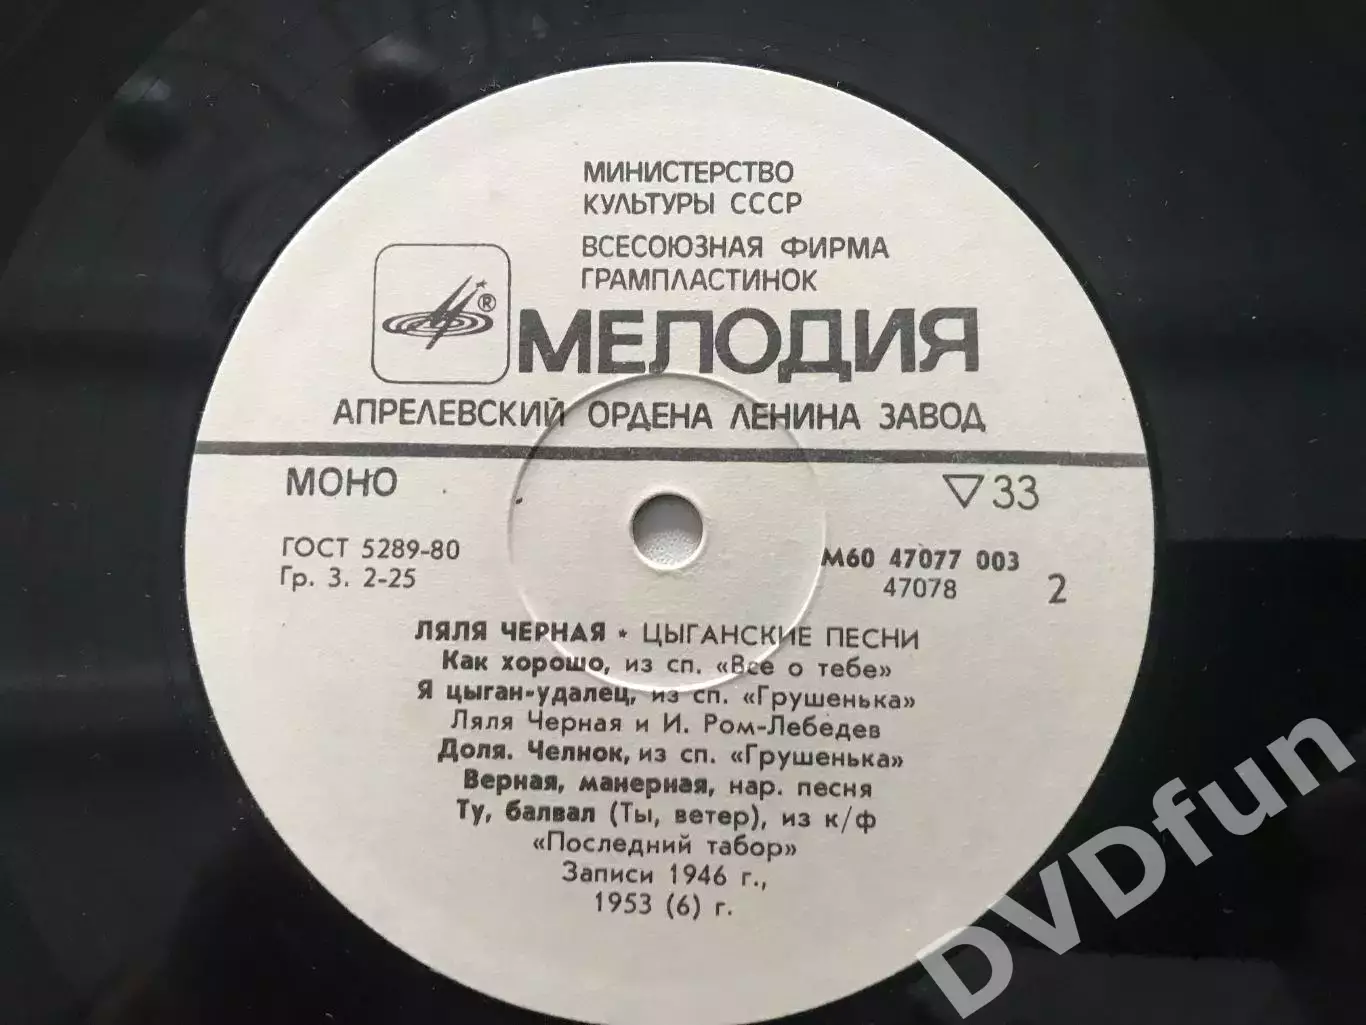 МИНИСТЕРСТВО
КУЛЬТУРЫ СССР
ВСЕСОЮЗНАЯ ФИРМА
ГРАМПЛАСТИНОК
®
МЕЛОДИЯ
АПРЕЛЕВСКИЙ ОРДЕНА ЛЕНИНА ЗАВОД
МОНО ▽33
ГОСТ 5289-80 М60 47077 003
Гр. 3. 2-25 47078 2
ЛЯЛЯ ЧЕРНАЯ * ЦЫГАНСКИЕ ПЕСНИ
Как хорошо, из сп. «Все о тебе»
Я цыган-удалец, из сп. «Грушенька»
Ляля Черная и И. Ром-Лебедев
Доля. Челнок, из сп. «Грушенька»
Верная, манерная, нар. песня
Ту, балвал (Ты, ветер), из к/ф
«Последний табор»
Записи 1946 г.,
1953 (6) г.
DVDfun